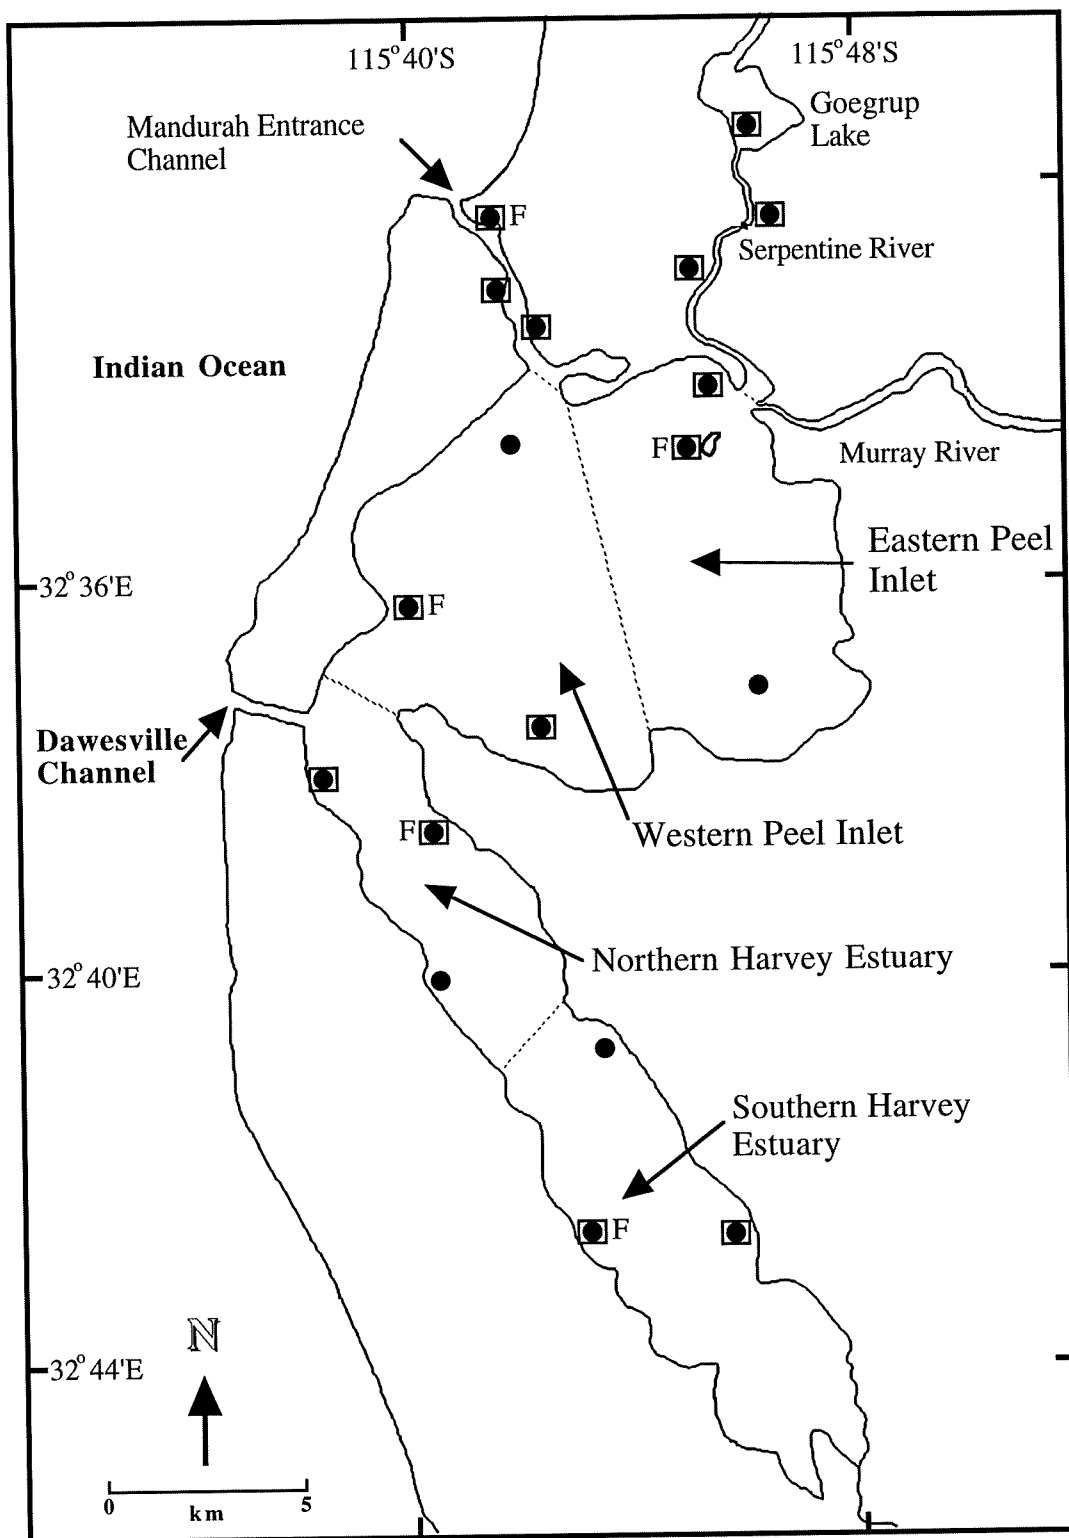 115°40'S
115°48'S
Goegrup
Lake
Mandurah Entrance
Channel
F
Serpentine River
Indian Ocean
F
Murray River
Eastern Peel
Inlet
32°36'E
F
Dawesville
Channel
F
Western Peel Inlet
Northern Harvey Estuary
32°40'E
Southern Harvey
Estuary
F
N
32°44'E
0
5
km